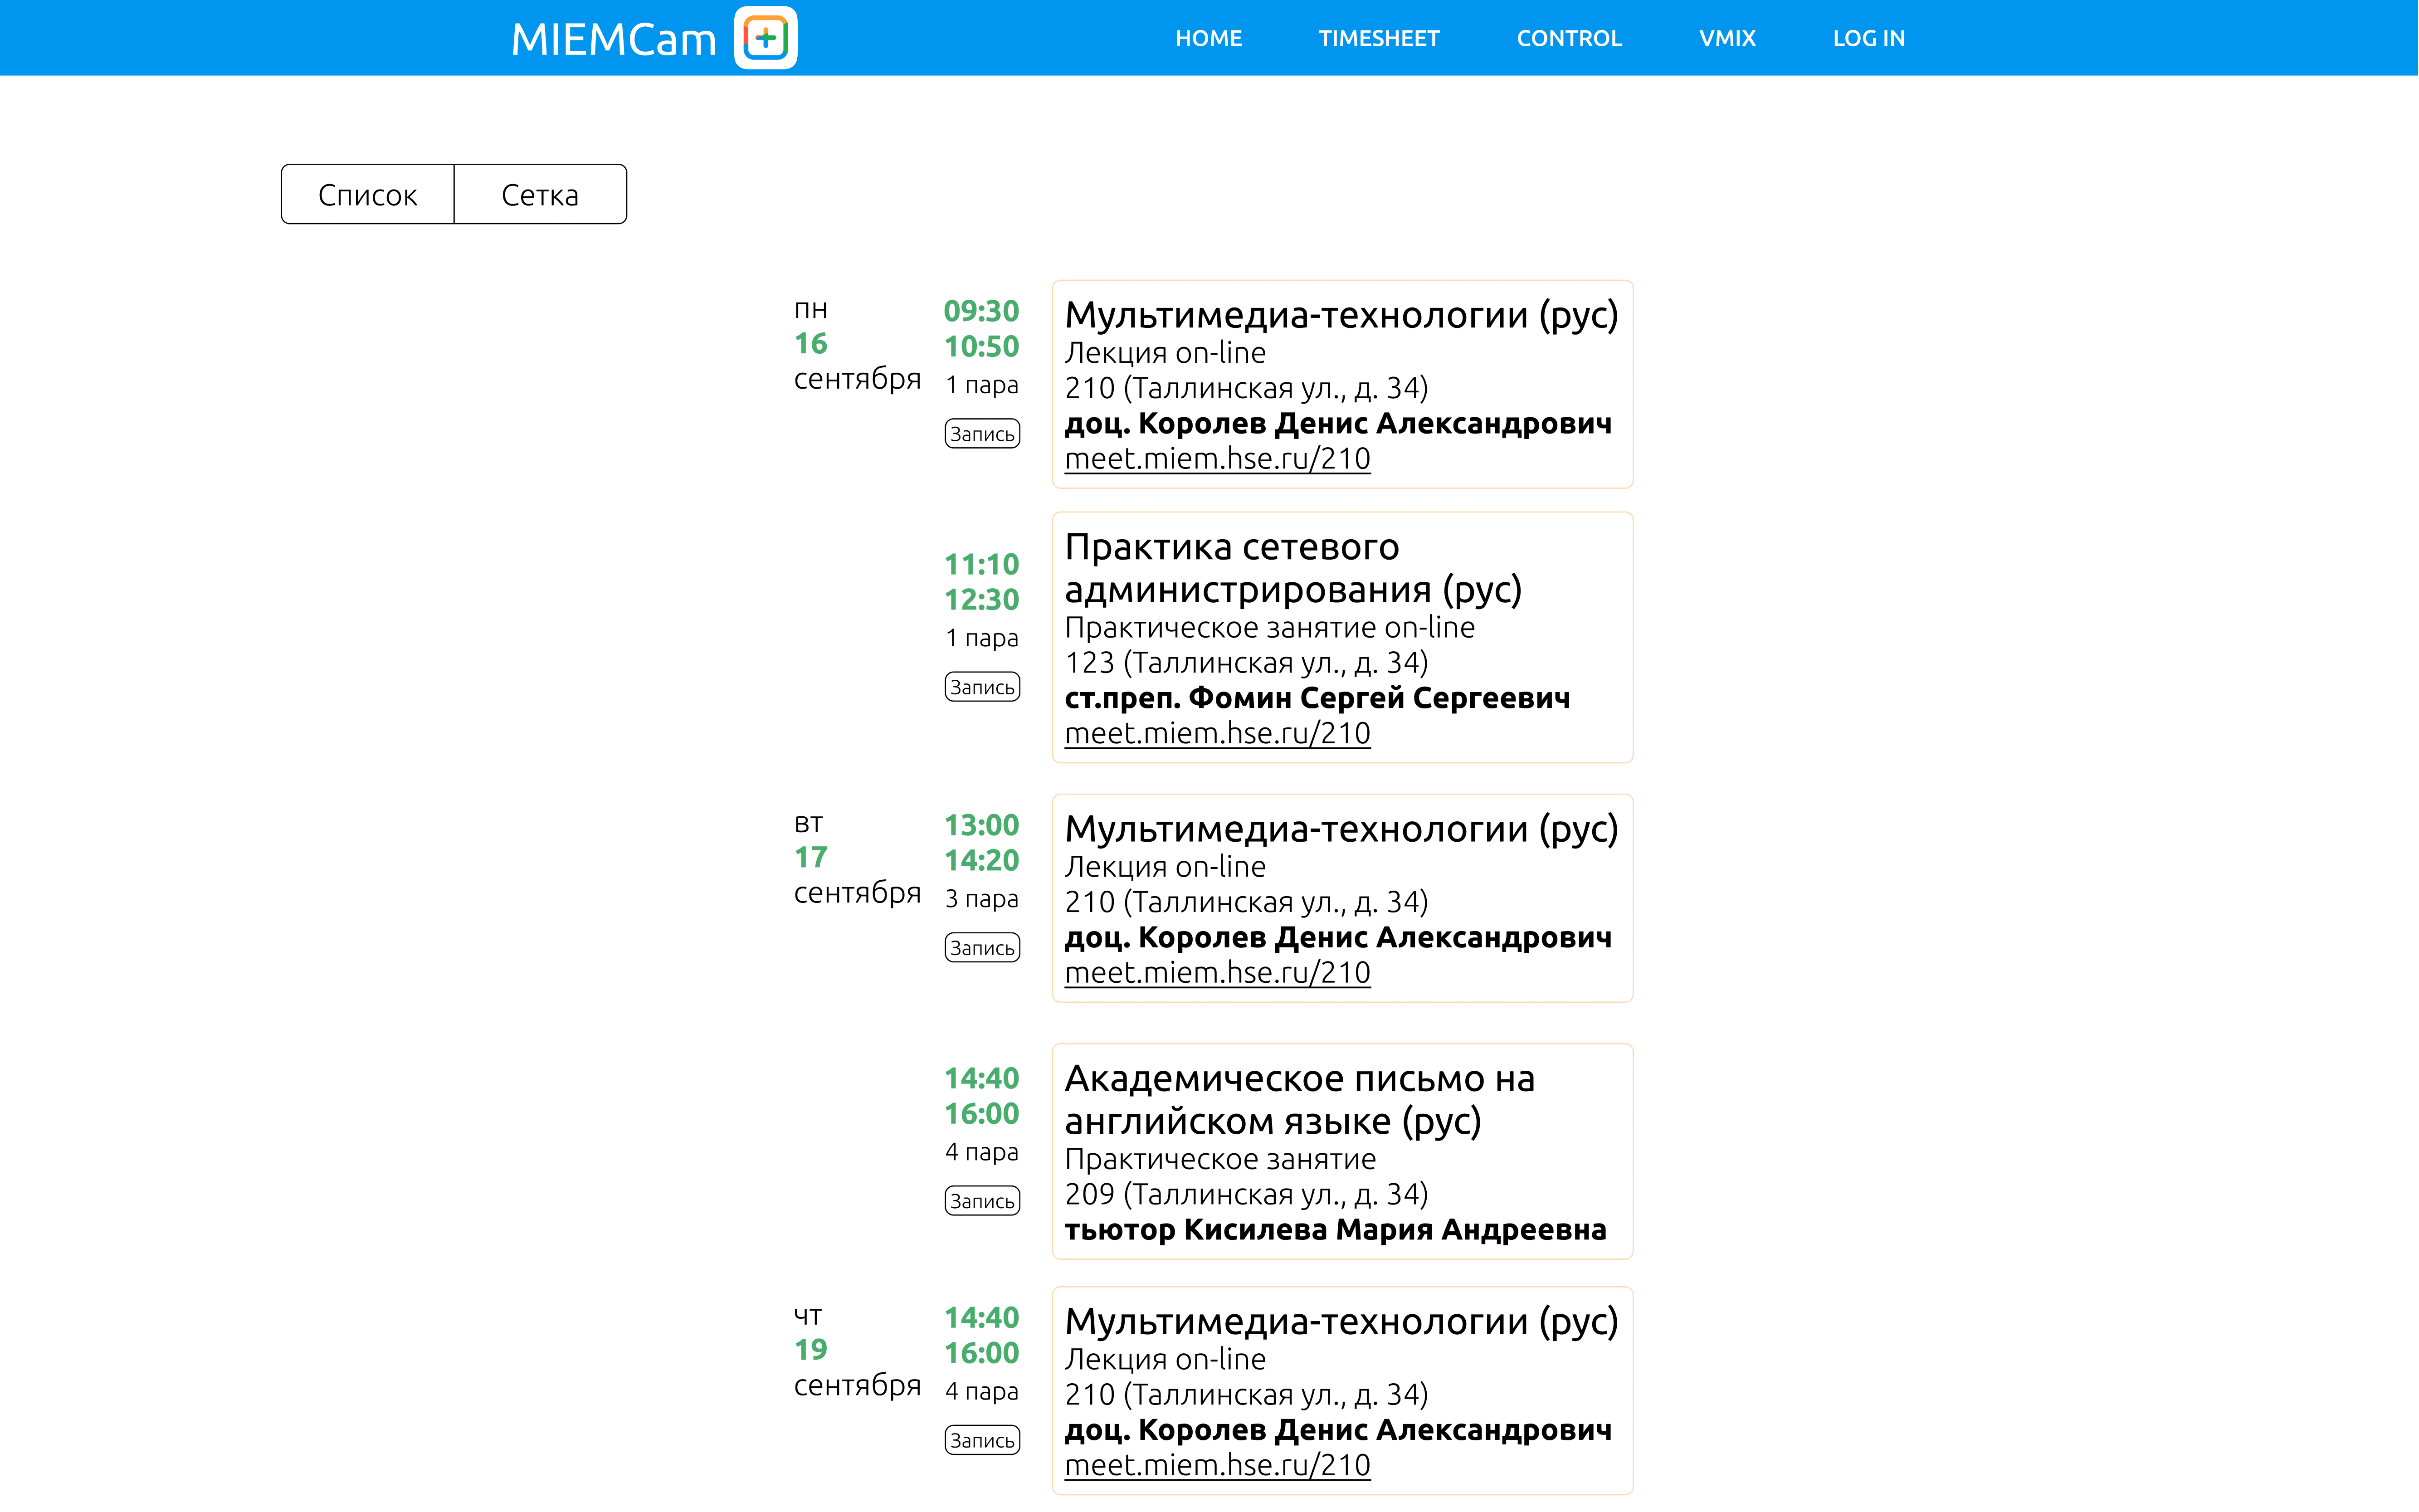 MIEMCam
HOME TIMESHEET CONTROL VMIX LOG IN
Список Сетка
пн
16
сентября
09:30
10:50
1 пара
Запись
Мультимедиа-технологии (рус)
Лекция on-line
210 (Таллинская ул., д. 34)
доц. Королев Денис Александрович
meet.miem.hse.ru/210
11:10
12:30
1 пара
Запись
Практика сетевого
администрирования (рус)
Практическое занятие on-line
123 (Таллинская ул., д. 34)
ст.преп. Фомин Сергей Сергеевич
meet.miem.hse.ru/210
вт
17
сентября
13:00
14:20
3 пара
Запись
Мультимедиа-технологии (рус)
Лекция on-line
210 (Таллинская ул., д. 34)
доц. Королев Денис Александрович
meet.miem.hse.ru/210
14:40
16:00
4 пара
Запись
Академическое письмо на
английском языке (рус)
Практическое занятие
209 (Таллинская ул., д. 34)
тьютор Кисилева Мария Андреевна
чт
19
сентября
14:40
16:00
4 пара
Запись
Мультимедиа-технологии (рус)
Лекция on-line
210 (Таллинская ул., д. 34)
доц. Королев Денис Александрович
meet.miem.hse.ru/210